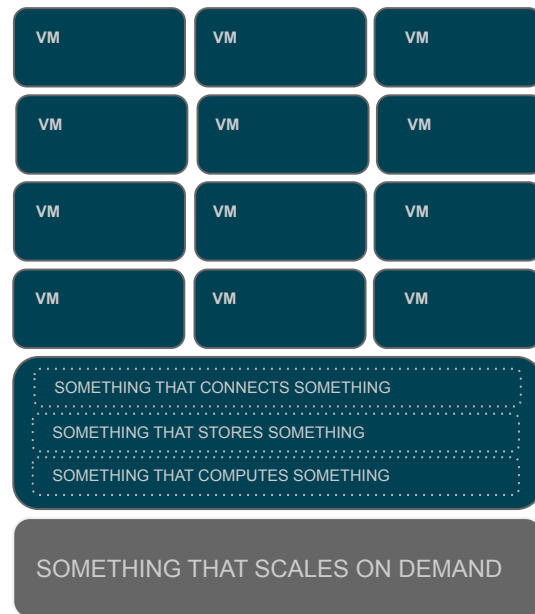 VM VM VM
VM VM VM
VM VM VM
VM VM VM
SOMETHING THAT CONNECTS SOMETHING
SOMETHING THAT STORES SOMETHING
SOMETHING THAT COMPUTES SOMETHING
SOMETHING THAT SCALES ON DEMAND